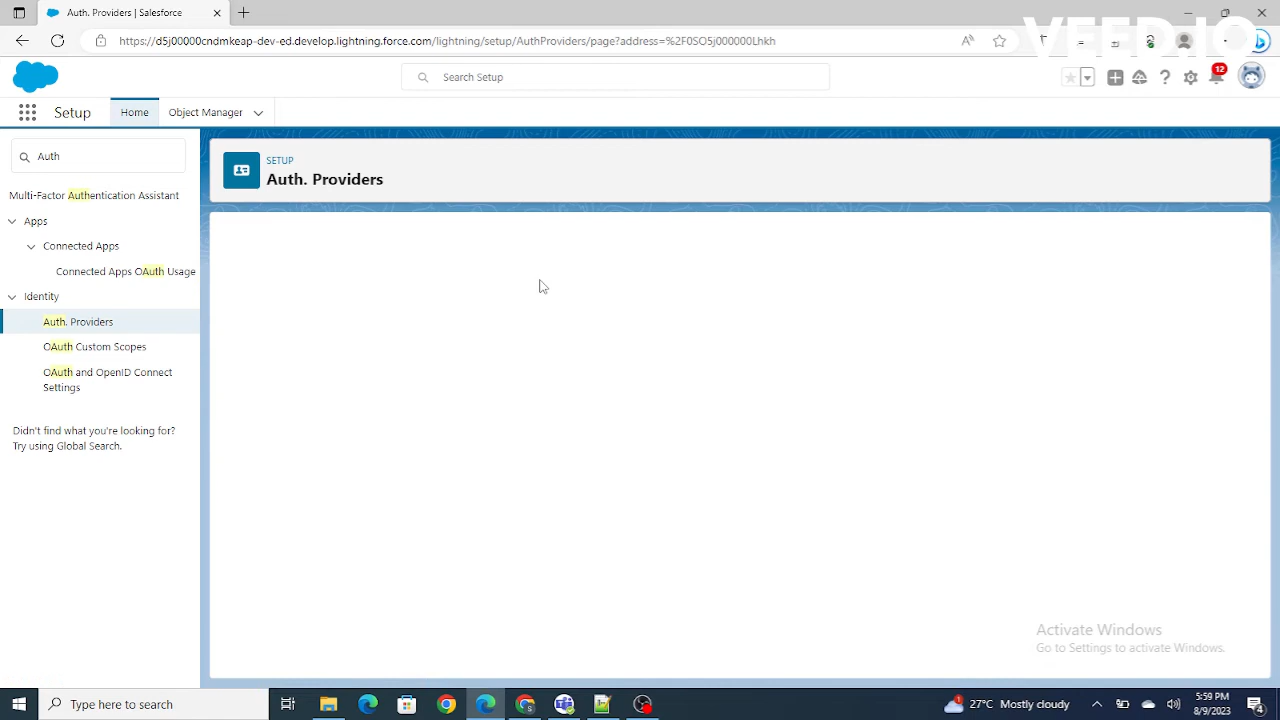 Auth. Providers | Salesforce
https://d5j00000cndmkeap-dev-ed.develop.lightning.force.com/lightning/setup/AuthProviders/page?address=%2F0SO5j000000Lhkh
VEED.IO
Search Setup
12
Setup
Home
Object Manager
Auth
SETUP
Auth. Providers
Multi-Factor Authentication Assistant
Apps
Connected Apps
Connected Apps OAuth Usage
Identity
Auth. Providers
OAuth Custom Scopes
OAuth and OpenID Connect
Settings
Didn't find what you're looking for?
Try using Global Search.
Activate Windows
Go to Settings to activate Windows.
Type here to search
1
27°C Mostly cloudy
5:59 PM
8/9/2023
4